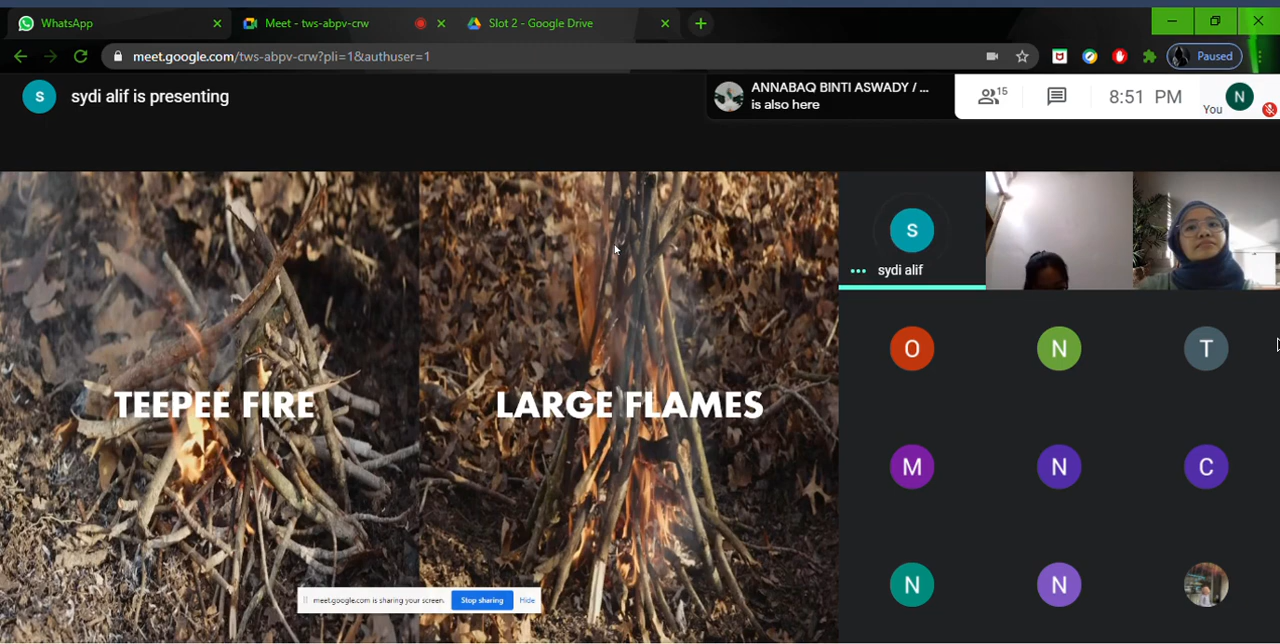 WhatsApp
Meet - tws-abpv-crw
Slot 2 - Google Drive
meet.google.com/tws-abpv-crw?pli=1&authuser=1
Paused
S
sydi alif is presenting
ANNABAQ BINTI ASWADY / ...
is also here
15
8:51 PM
You
N
S
sydi alif
O
N
T
TEEPEE FIRE
LARGE FLAMES
M
N
C
N
N
meet.google.com is sharing your screen.
Stop sharing
Hide